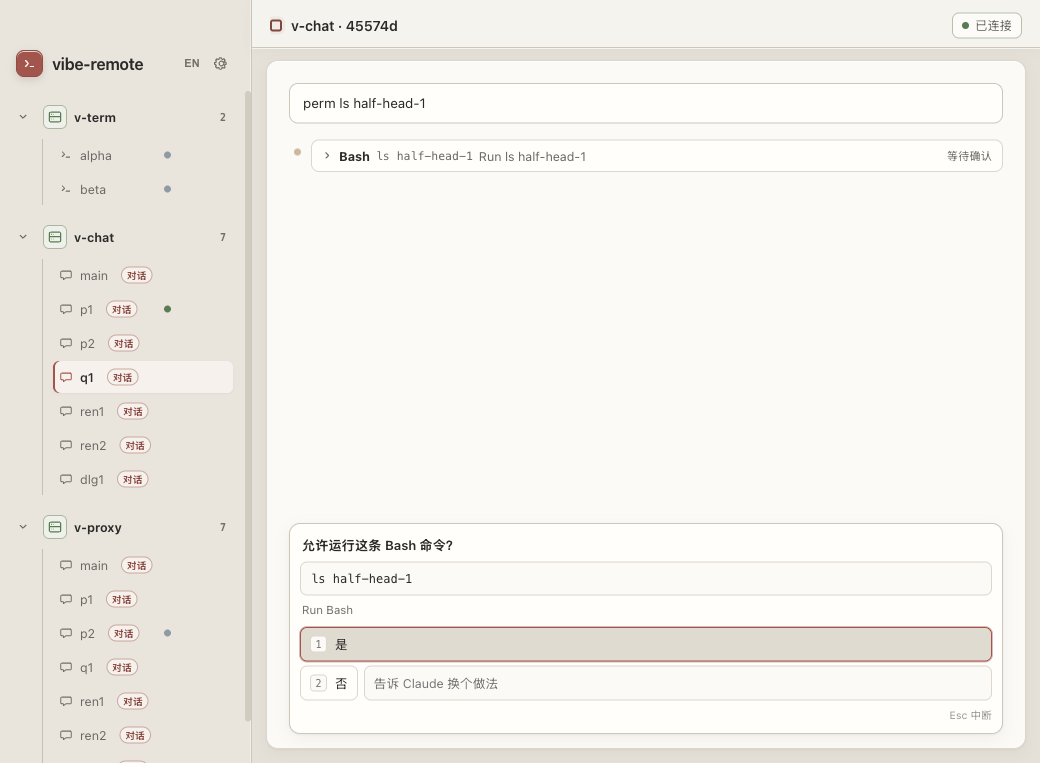 v-chat · 45574d
已连接
vibe-remote
EN
v-term 2
alpha
beta
v-chat 7
main 对话
p1 对话
p2 对话
q1 对话
ren1 对话
ren2 对话
dlg1 对话
v-proxy 7
main 对话
p1 对话
p2 对话
q1 对话
ren1 对话
ren2 对话
perm ls half-head-1
Bash ls half-head-1 Run ls half-head-1 等待确认
允许运行这条 Bash 命令?
ls half-head-1
Run Bash
1 是
2 否 告诉 Claude 换个做法
Esc 中断